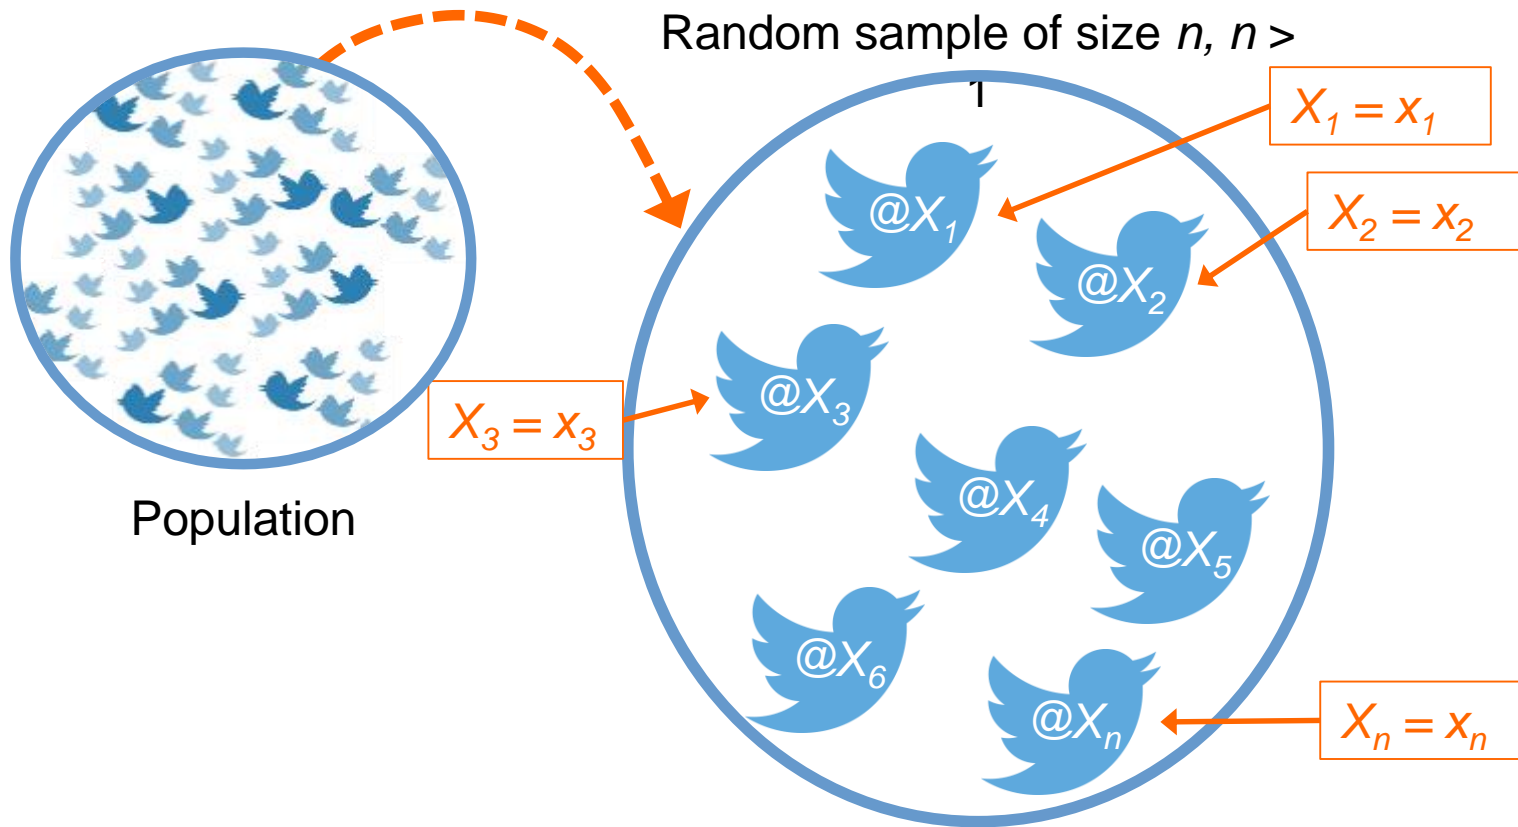 Random sample of size n, n >
1
X₁ = x₁
@X₁
X₂ = x₂
@X₂
@X₃
X₃ = x₃
@X₄
Population
@X₅
@X₆
@Xₙ
Xₙ = xₙ